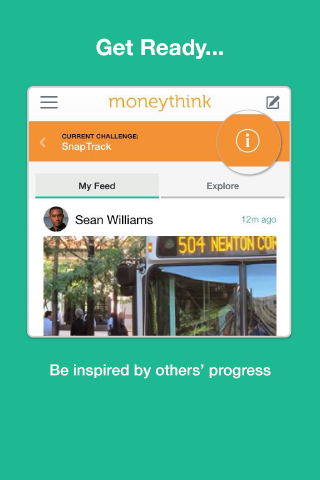 Get Ready...
moneythink
CURRENT CHALLENGE:
SnapTrack
My Feed
Explore
Sean Williams
12m ago
504 NEWTON COR
Be inspired by others’ progress